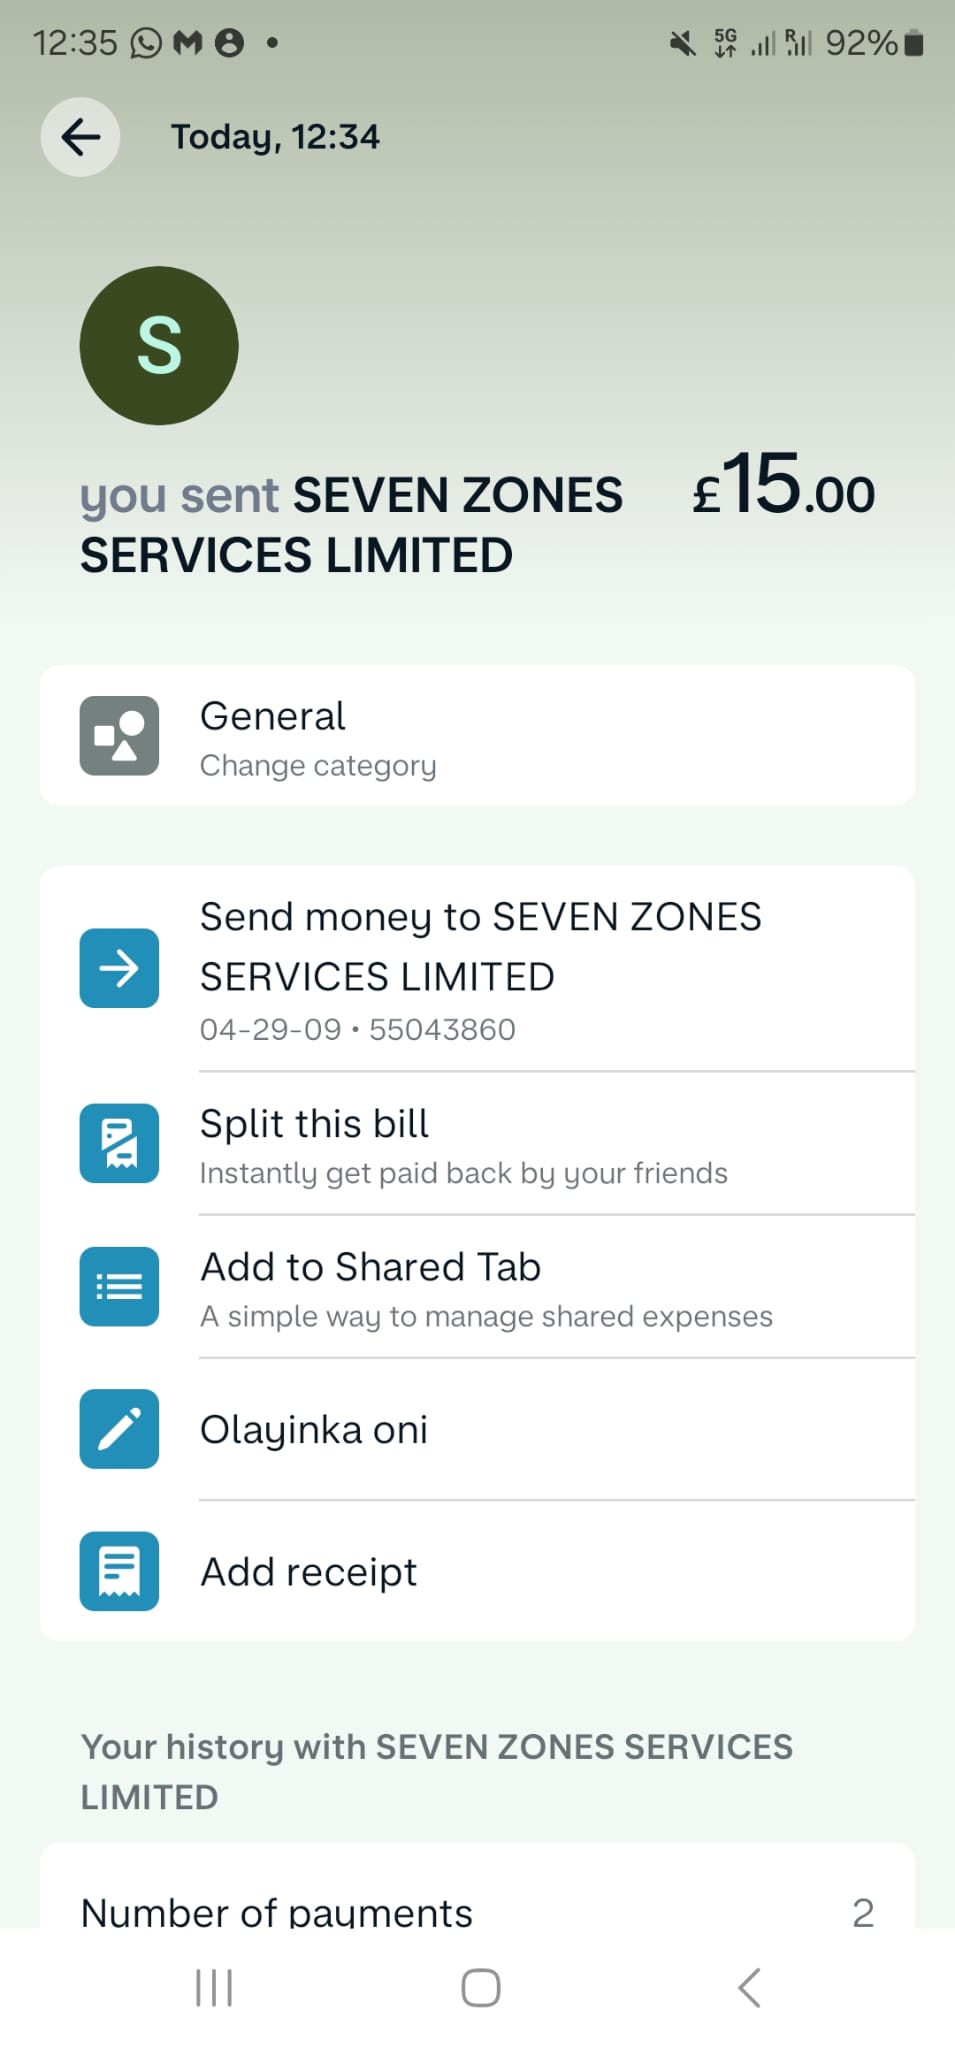 12:35 5G R 92%
Today, 12:34
S
you sent SEVEN ZONES £15.00
SERVICES LIMITED
General
Change category
Send money to SEVEN ZONES
SERVICES LIMITED
04-29-09 • 55043860
Split this bill
Instantly get paid back by your friends
Add to Shared Tab
A simple way to manage shared expenses
Olayinka oni
Add receipt
Your history with SEVEN ZONES SERVICES
LIMITED
Number of payments 2